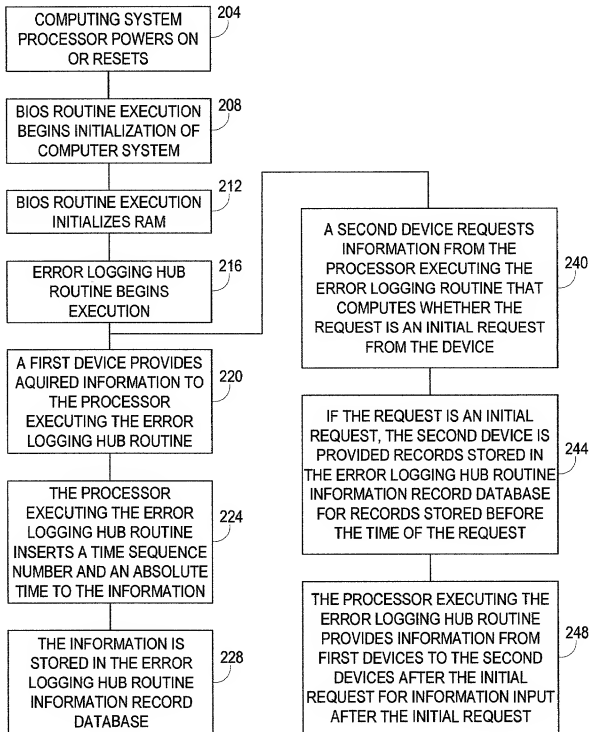 COMPUTING SYSTEM
PROCESSOR POWERS ON
OR RESETS
204
BIOS ROUTINE EXECUTION
BEGINS INITIALIZATION OF
COMPUTER SYSTEM
208
BIOS ROUTINE EXECUTION
INITIALIZES RAM
212
ERROR LOGGING HUB
ROUTINE BEGINS
EXECUTION
216
A FIRST DEVICE PROVIDES
AQUIRED INFORMATION TO
THE PROCESSOR
EXECUTING THE ERROR
LOGGING HUB ROUTINE
220
THE PROCESSOR
EXECUTING THE ERROR
LOGGING HUB ROUTINE
INSERTS A TIME SEQUENCE
NUMBER AND AN ABSOLUTE
TIME TO THE INFORMATION
224
THE INFORMATION IS
STORED IN THE ERROR
LOGGING HUB ROUTINE
INFORMATION RECORD
DATABASE
228
A SECOND DEVICE REQUESTS
INFORMATION FROM THE
PROCESSOR EXECUTING THE
ERROR LOGGING ROUTINE THAT
COMPUTES WHETHER THE
REQUEST IS AN INITIAL REQUEST
FROM THE DEVICE
240
IF THE REQUEST IS AN INITIAL
REQUEST, THE SECOND DEVICE IS
PROVIDED RECORDS STORED IN
THE ERROR LOGGING HUB ROUTINE
INFORMATION RECORD DATABASE
FOR RECORDS STORED BEFORE
THE TIME OF THE REQUEST
244
THE PROCESSOR EXECUTING THE
ERROR LOGGING HUB ROUTINE
PROVIDES INFORMATION FROM
FIRST DEVICES TO THE SECOND
DEVICES AFTER THE INITIAL
REQUEST FOR INFORMATION INPUT
AFTER THE INITIAL REQUEST
248